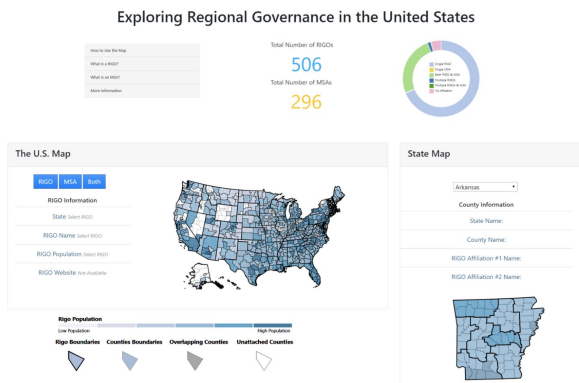 Exploring Regional Governance in the United States
How to Use the Map
What is a RIGO?
What is an MSA?
More Information
Total Number of RIGOs
506
Total Number of MSAs
296
Single RIGO
Single MSA
Both RIGO & MSA
Multiple RIGOs
Multiple RIGOs & MSA
No Affiliation
The U.S. Map
RIGO MSA Both
RIGO Information
State Select RIGO
RIGO Name Select RIGO
RIGO Population Select RIGO
RIGO Website Not Available
Rigo Population
Low Population High Population
Rigo Boundaries Counties Boundaries Overlapping Counties Unattached Counties
State Map
Arkansas
County Information
State Name:
County Name:
RIGO Affiliation #1 Name:
RIGO Affiliation #2 Name: